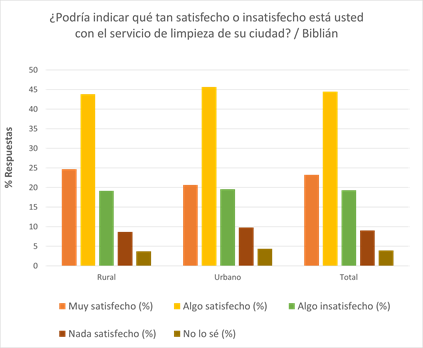 ¿Podría indicar qué tan satisfecho o insatisfecho está usted
con el servicio de limpieza de su ciudad? / Biblián
% Respuestas
50
45
40
35
30
25
20
15
10
5
0
Rural
Urbano
Total
Muy satisfecho (%)
Algo satisfecho (%)
Algo insatisfecho (%)
Nada satisfecho (%)
No lo sé (%)